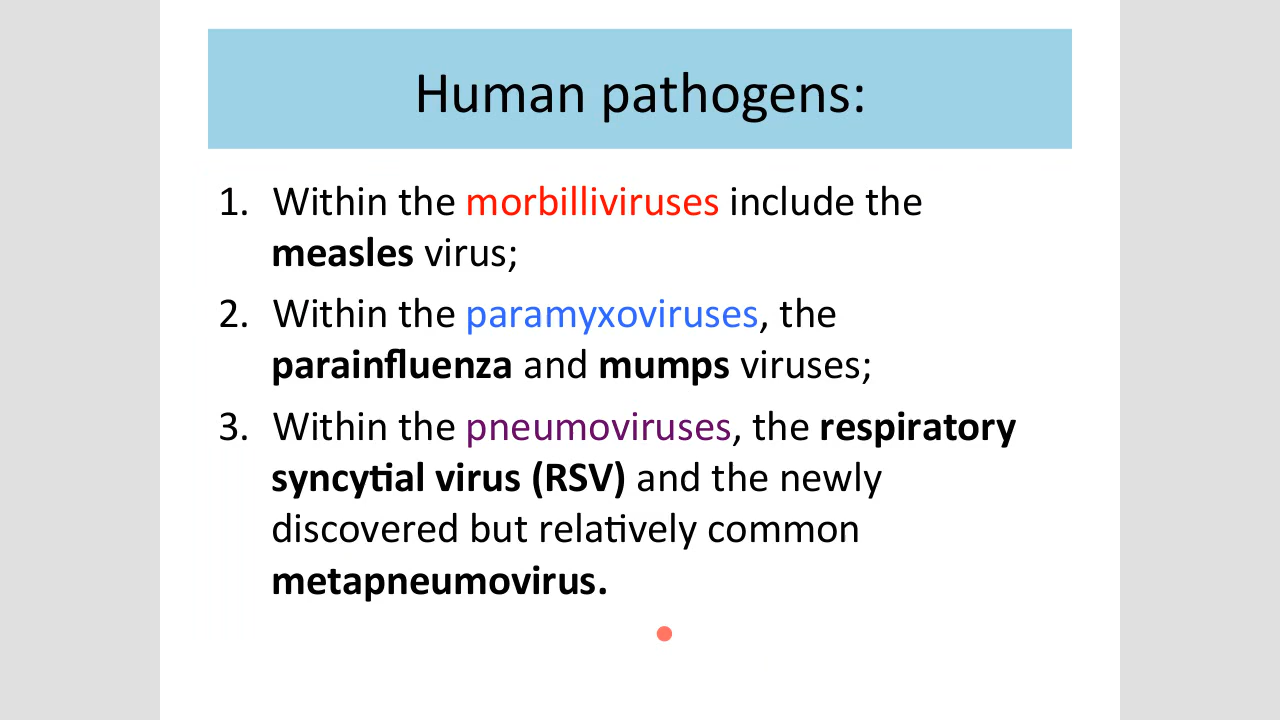 Human pathogens:
1. Within the morbilliviruses include the
measles virus;
2. Within the paramyxoviruses, the
parainfluenza and mumps viruses;
3. Within the pneumoviruses, the respiratory
syncytial virus (RSV) and the newly
discovered but relatively common
metapneumovirus.